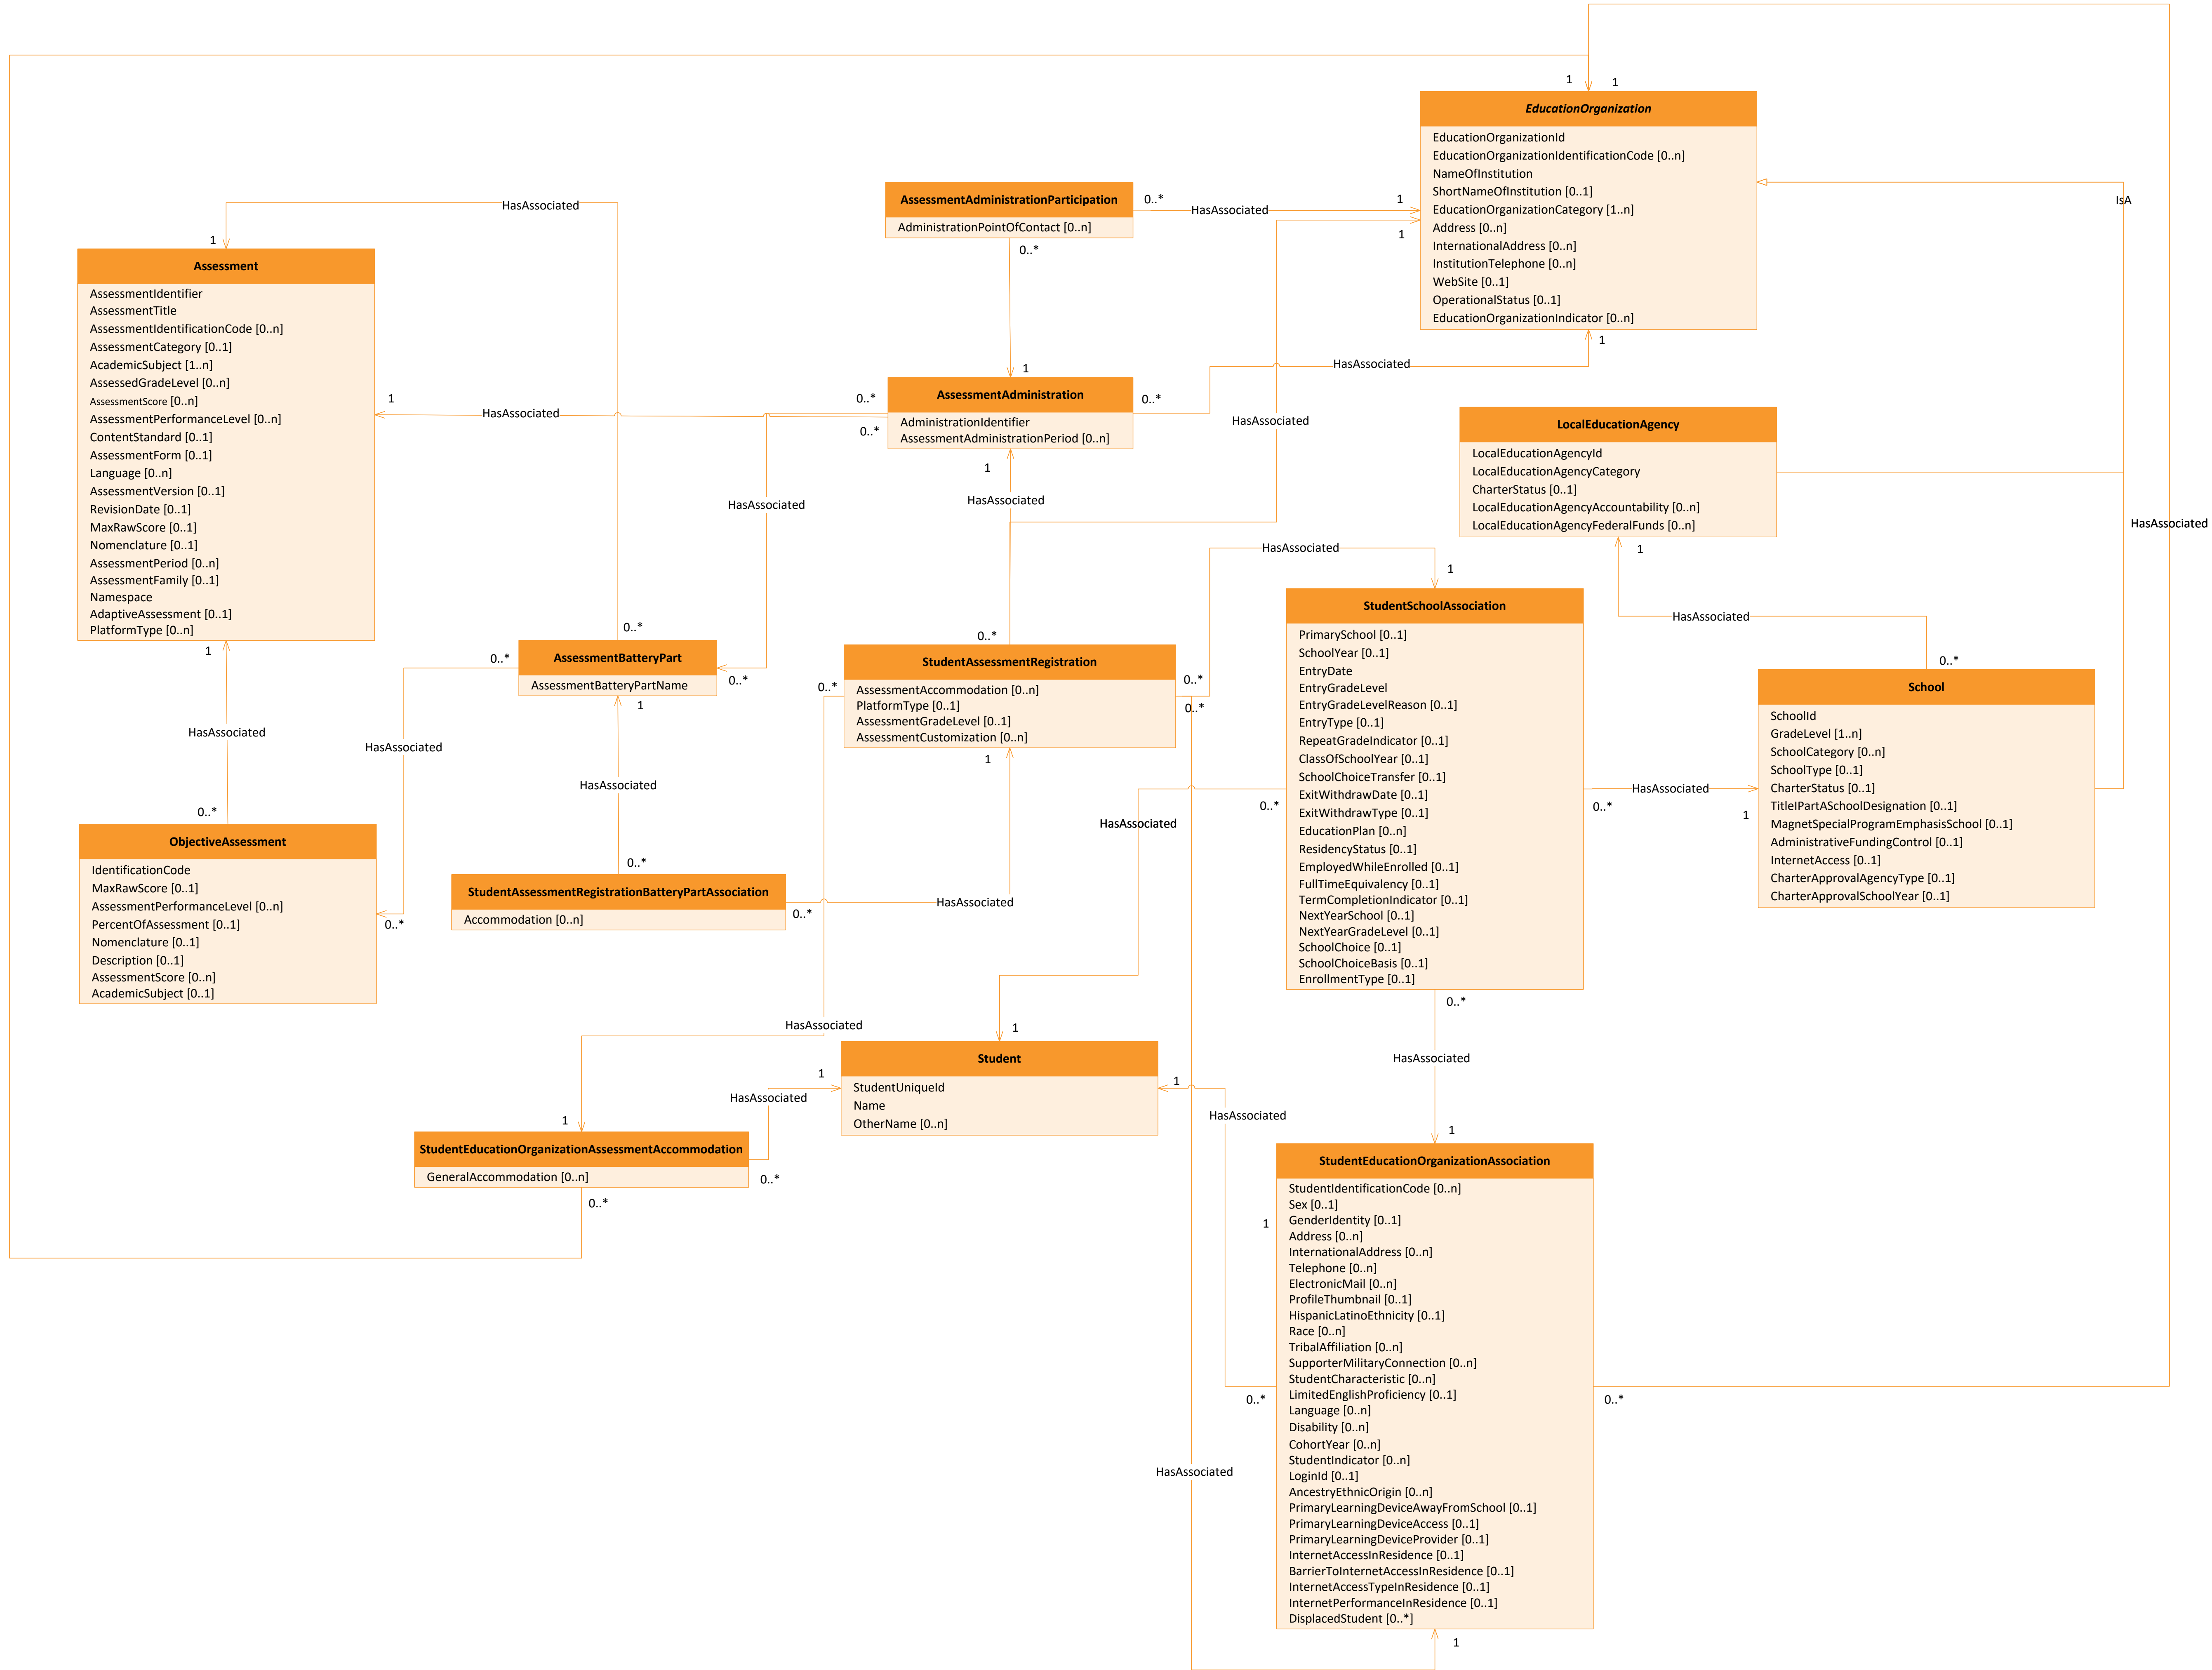 1
1
EducationOrganization
EducationOrganizationId
EducationOrganizationIdentificationCode [0..n]
NameOfInstitution
ShortNameOfInstitution [0..1]
EducationOrganizationCategory [1..n]
Address [0..n]
InternationalAddress [0..n]
InstitutionTelephone [0..n]
WebSite [0..1]
OperationalStatus [0..1]
EducationOrganizationIndicator [0..n]
IsA
AssessmentAdministrationParticipation
AdministrationPointOfContact [0..n]
0..*
HasAssociated
1
0..*
1
1
HasAssociated
1
HasAssociated
1
Assessment
AssessmentIdentifier
AssessmentTitle
AssessmentIdentificationCode [0..n]
AssessmentCategory [0..1]
AcademicSubject [1..n]
AssessedGradeLevel [0..n]
AssessmentScore [0..n]
AssessmentPerformanceLevel [0..n]
ContentStandard [0..1]
AssessmentForm [0..1]
Language [0..n]
AssessmentVersion [0..1]
RevisionDate [0..1]
MaxRawScore [0..1]
Nomenclature [0..1]
AssessmentPeriod [0..n]
AssessmentFamily [0..1]
Namespace
AdaptiveAssessment [0..1]
PlatformType [0..n]
1
HasAssociated
0..*
0..*
AssessmentAdministration
AdministrationIdentifier
AssessmentAdministrationPeriod [0..n]
0..*
1
HasAssociated
HasAssociated
HasAssociated
LocalEducationAgency
LocalEducationAgencyId
LocalEducationAgencyCategory
CharterStatus [0..1]
LocalEducationAgencyAccountability [0..n]
LocalEducationAgencyFederalFunds [0..n]
1
HasAssociated
HasAssociated
1
StudentSchoolAssociation
PrimarySchool [0..1]
SchoolYear [0..1]
EntryDate
EntryGradeLevel
EntryGradeLevelReason [0..1]
EntryType [0..1]
RepeatGradeIndicator [0..1]
ClassOfSchoolYear [0..1]
SchoolChoiceTransfer [0..1]
ExitWithdrawDate [0..1]
ExitWithdrawType [0..1]
EducationPlan [0..n]
ResidencyStatus [0..1]
EmployedWhileEnrolled [0..1]
FullTimeEquivalency [0..1]
TermCompletionIndicator [0..1]
NextYearSchool [0..1]
NextYearGradeLevel [0..1]
SchoolChoice [0..1]
SchoolChoiceBasis [0..1]
EnrollmentType [0..1]
HasAssociated
0..*
School
SchoolId
GradeLevel [1..n]
SchoolCategory [0..n]
SchoolType [0..1]
CharterStatus [0..1]
TitleIPartASchoolDesignation [0..1]
MagnetSpecialProgramEmphasisSchool [0..1]
AdministrativeFundingControl [0..1]
InternetAccess [0..1]
CharterApprovalAgencyType [0..1]
CharterApprovalSchoolYear [0..1]
HasAssociated
0..*
1
0..*
0..*
AssessmentBatteryPart
AssessmentBatteryPartName
0..*
1
0..*
StudentAssessmentRegistration
AssessmentAccommodation [0..n]
PlatformType [0..1]
AssessmentGradeLevel [0..1]
AssessmentCustomization [0..n]
0..*
0..*
0..*
1
1
HasAssociated
HasAssociated
HasAssociated
0..*
ObjectiveAssessment
IdentificationCode
MaxRawScore [0..1]
AssessmentPerformanceLevel [0..n]
PercentOfAssessment [0..1]
Nomenclature [0..1]
Description [0..1]
AssessmentScore [0..n]
AcademicSubject [0..1]
0..*
0..*
StudentAssessmentRegistrationBatteryPartAssociation
Accommodation [0..n]
0..*
HasAssociated
HasAssociated
0..*
0..*
HasAssociated
1
HasAssociated
1
Student
StudentUniqueId
Name
OtherName [0..n]
1
HasAssociated
1
StudentEducationOrganizationAssessmentAccommodation
GeneralAccommodation [0..n]
0..*
0..*
1
HasAssociated
1
StudentEducationOrganizationAssociation
StudentIdentificationCode [0..n]
Sex [0..1]
GenderIdentity [0..1]
Address [0..n]
InternationalAddress [0..n]
Telephone [0..n]
ElectronicMail [0..n]
ProfileThumbnail [0..1]
HispanicLatinoEthnicity [0..1]
Race [0..n]
TribalAffiliation [0..n]
SupporterMilitaryConnection [0..n]
StudentCharacteristic [0..n]
LimitedEnglishProficiency [0..1]
Language [0..n]
Disability [0..n]
CohortYear [0..n]
StudentIndicator [0..n]
LoginId [0..1]
AncestryEthnicOrigin [0..n]
PrimaryLearningDeviceAwayFromSchool [0..1]
PrimaryLearningDeviceAccess [0..1]
PrimaryLearningDeviceProvider [0..1]
InternetAccessInResidence [0..1]
BarrierToInternetAccessInResidence [0..1]
InternetAccessTypeInResidence [0..1]
InternetPerformanceInResidence [0..1]
DisplacedStudent [0..*]
0..*
0..*
HasAssociated
1